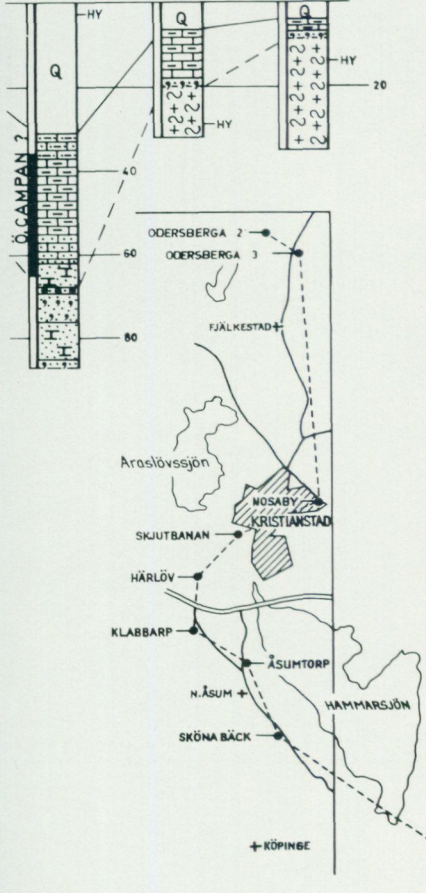 HY
Q
Q
Q
HY
20
HY
Ö.CAMPAN ?
40
60
80
ODERSBERGA 2
ODERSBERGA 3
FJÄLKESTAD
Araslövssjön
NOSABY
KRISTIANSTAD
SKJUTBANAN
HÄRLÖV
KLABBARP
ÅSUMTORP
N.ÅSUM
HAMMARSJÖN
SKÖNA BÄCK
KÖPINGE